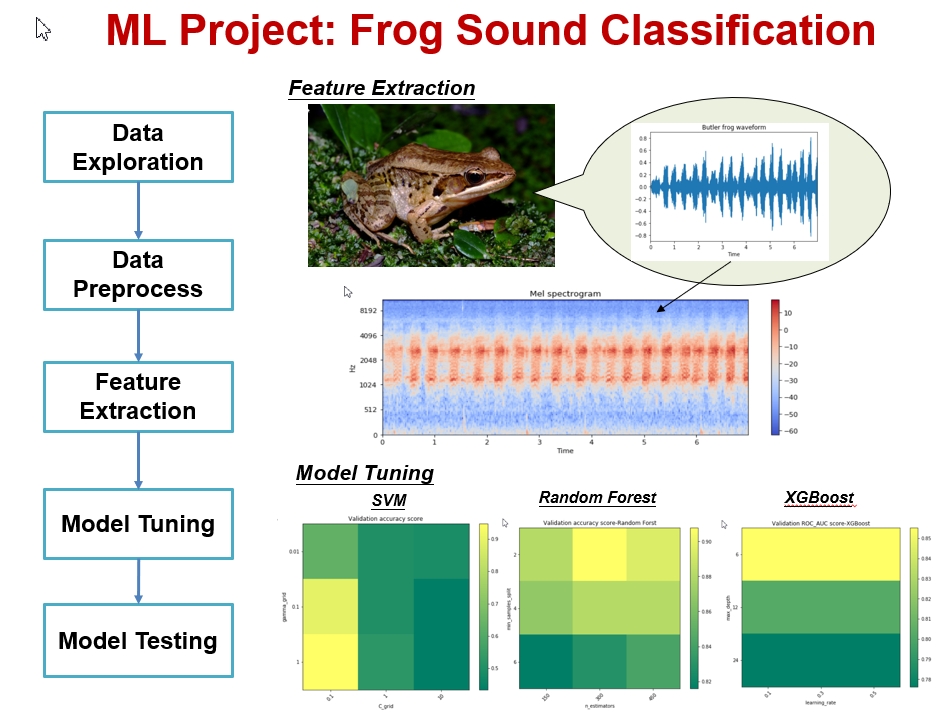 ML Project: Frog Sound Classification
Data
Exploration
Data
Preprocess
Feature
Extraction
Model Tuning
Model Testing
Feature Extraction
Butler frog waveform
0.8
0.6
0.4
0.2
0.0
−0.2
−0.4
−0.6
−0.8
0 1 2 3 4 5 6
Time
Mel spectrogram
8192
4096
2048
1024
512
0
Hz
0 1 2 3 4 5 6
Time
10
0
−10
−20
−30
−40
−50
−60
Model Tuning
SVM
Validation accuracy score
0.01
0.1
1
gamma_grid
0.1 1 10
C_grid
0.9
0.8
0.7
0.6
0.5
Random Forest
Validation accuracy score-Random Forst
2
4
6
min_samples_split
150 300 400
n_estimators
0.90
0.88
0.86
0.84
0.82
XGBoost
Validation ROC_AUC score-XGBoost
6
12
24
max_depth
0.1 0.3 0.5
learning_rate
0.85
0.84
0.83
0.82
0.81
0.80
0.79
0.78